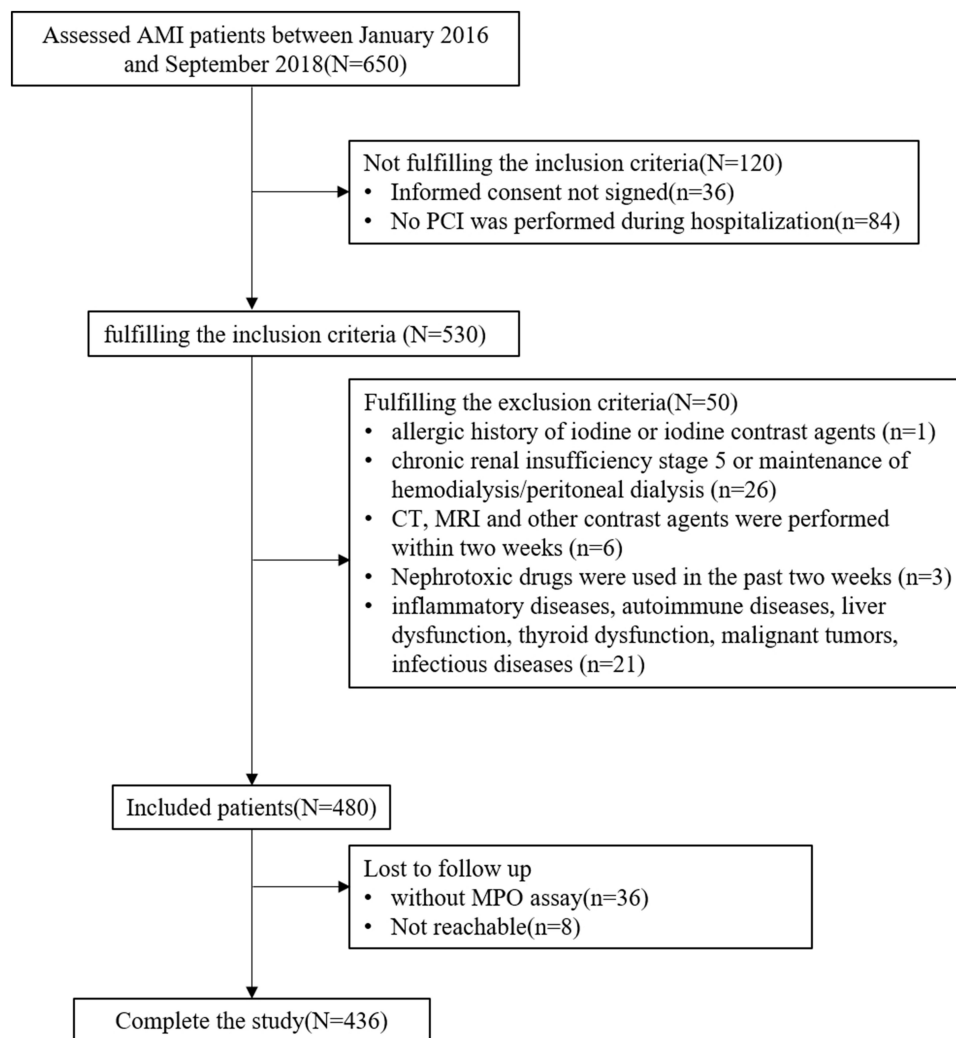 Assessed AMI patients between January 2016
and September 2018(N=650)
Not fulfilling the inclusion criteria(N=120)
• Informed consent not signed(n=36)
• No PCI was performed during hospitalization(n=84)
fulfilling the inclusion criteria (N=530)
Fulfilling the exclusion criteria(N=50)
• allergic history of iodine or iodine contrast agents (n=1)
• chronic renal insufficiency stage 5 or maintenance of
hemodialysis/peritoneal dialysis (n=26)
• CT, MRI and other contrast agents were performed
within two weeks (n=6)
• Nephrotoxic drugs were used in the past two weeks (n=3)
• inflammatory diseases, autoimmune diseases, liver
dysfunction, thyroid dysfunction, malignant tumors,
infectious diseases (n=21)
Included patients(N=480)
Lost to follow up
• without MPO assay(n=36)
• Not reachable(n=8)
Complete the study(N=436)